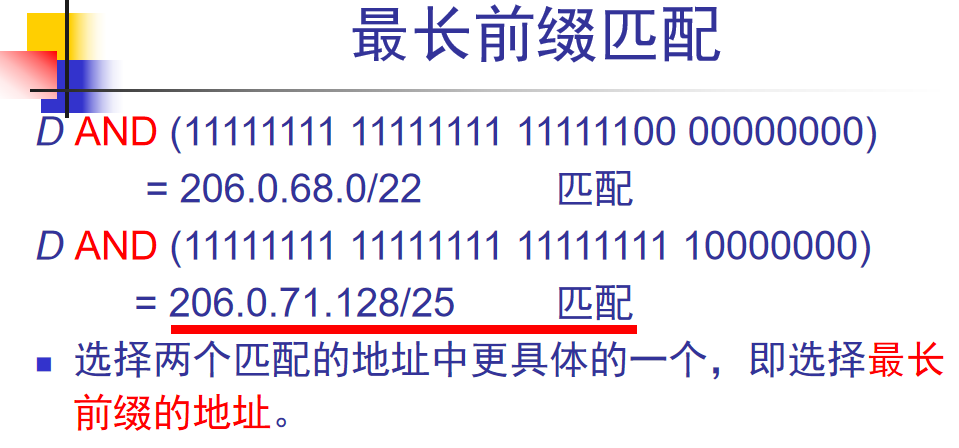 最长前缀匹配
D AND (11111111 11111111 11111100 00000000)
= 206.0.68.0/22 匹配
D AND (11111111 11111111 11111111 10000000)
= 206.0.71.128/25 匹配
■ 选择两个匹配的地址中更具体的一个，即选择最长
前缀的地址。